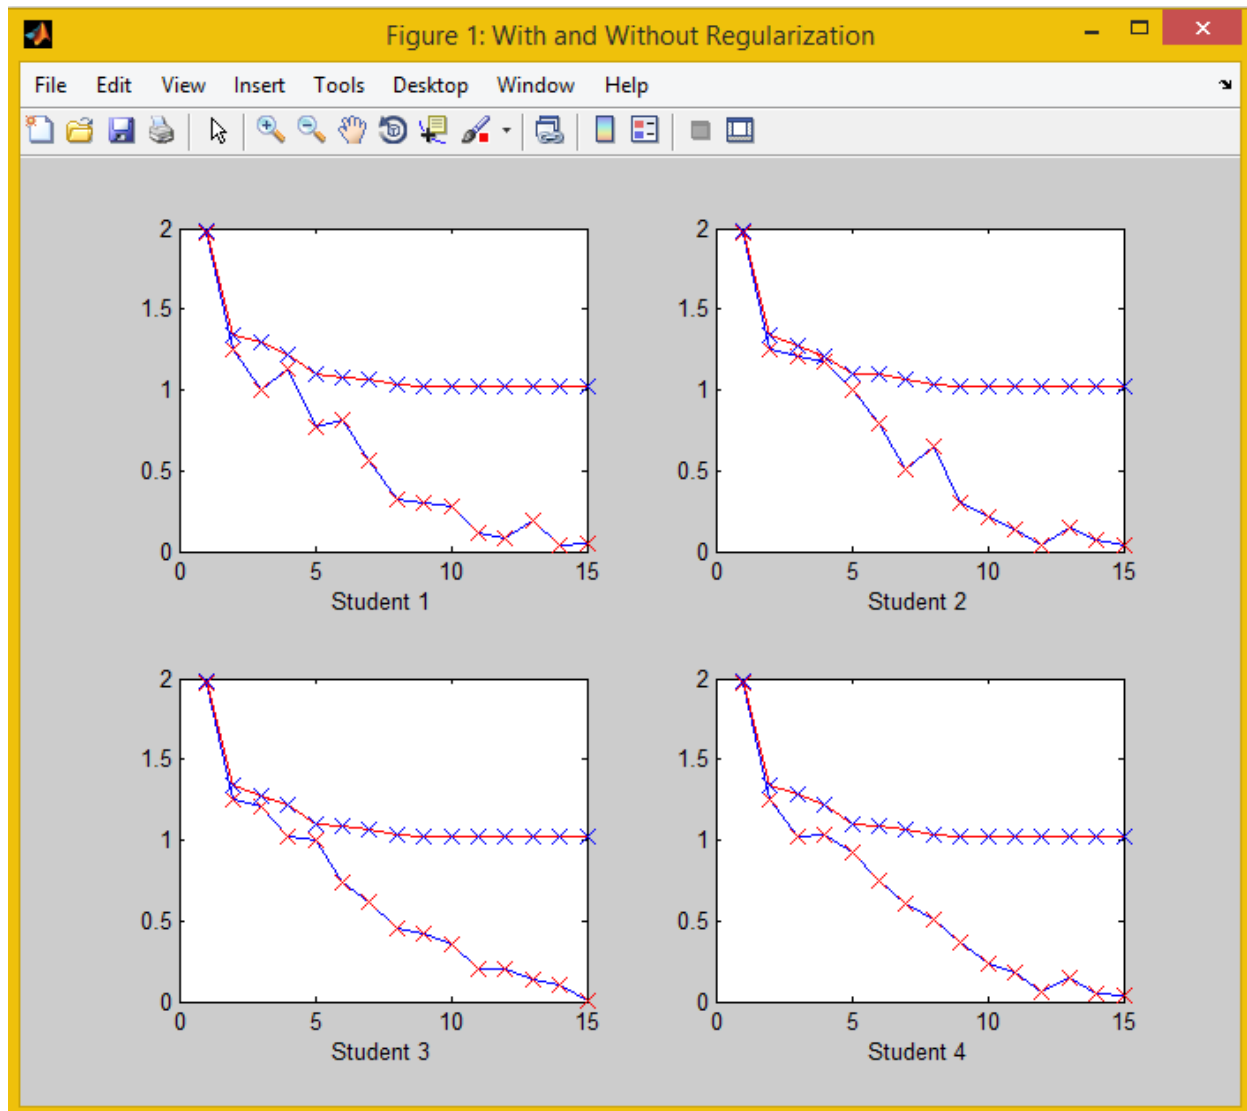 Figure 1: With and Without Regularization
File Edit View Insert Tools Desktop Window Help
2
1.5
1
0.5
0
0 5 10 15
Student 1
2
1.5
1
0.5
0
0 5 10 15
Student 2
2
1.5
1
0.5
0
0 5 10 15
Student 3
2
1.5
1
0.5
0
0 5 10 15
Student 4